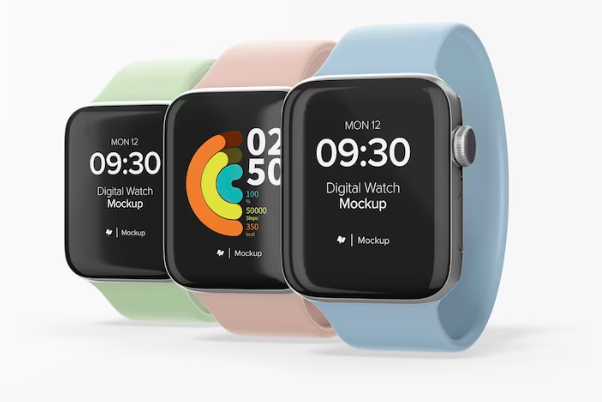 MON 12
09:30
Digital Watch
Mockup
Mockup
02
50
100
%
50000
Steps
350
kcal
Mockup
MON 12
09:30
Digital Watch
Mockup
Mockup